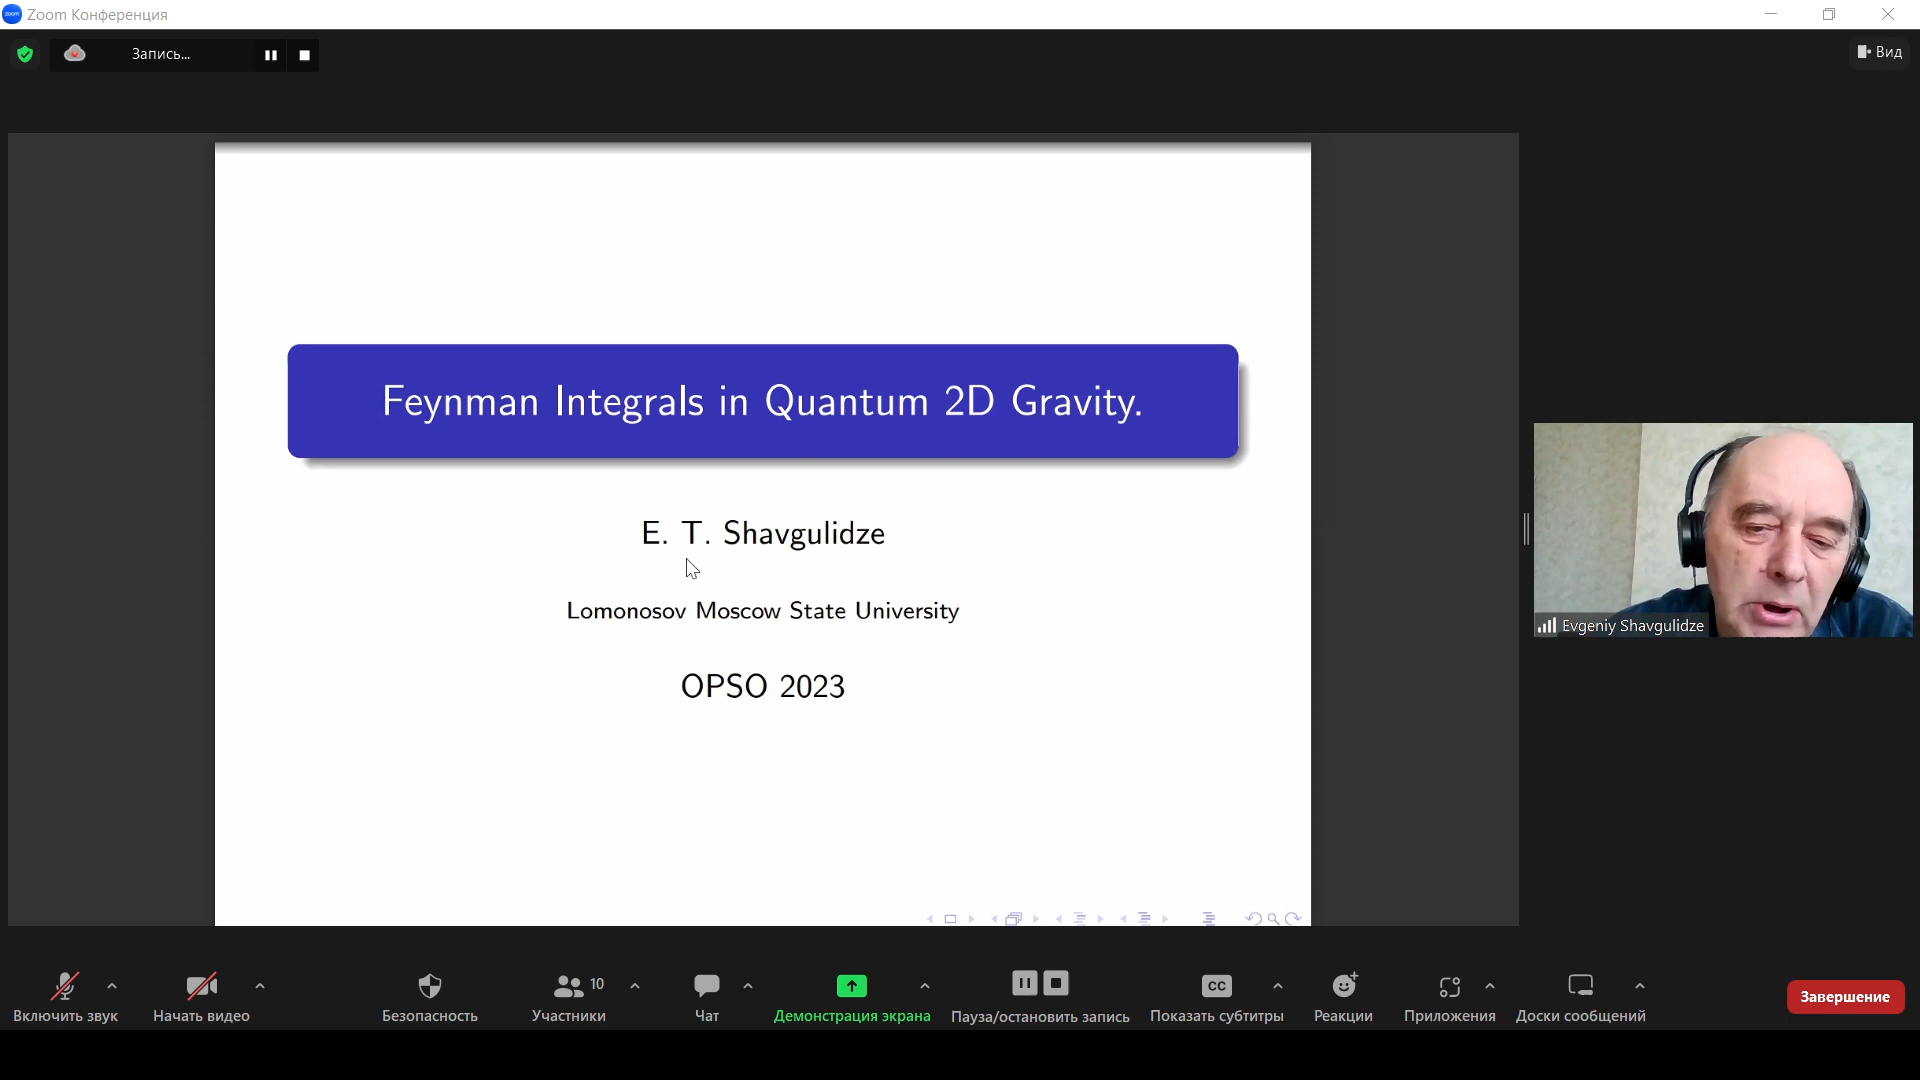 zoom
Zoom Конференция
Запись...
Вид
Feynman Integrals in Quantum 2D Gravity.
E. T. Shavgulidze
Lomonosov Moscow State University
OPSO 2023
Evgeniy Shavgulidze
Включить звук
Начать видео
Безопасность
10
Участники
Чат
Демонстрация экрана
Пауза/остановить запись
CC
Показать субтитры
Реакции
Приложения
Доски сообщений
Завершение